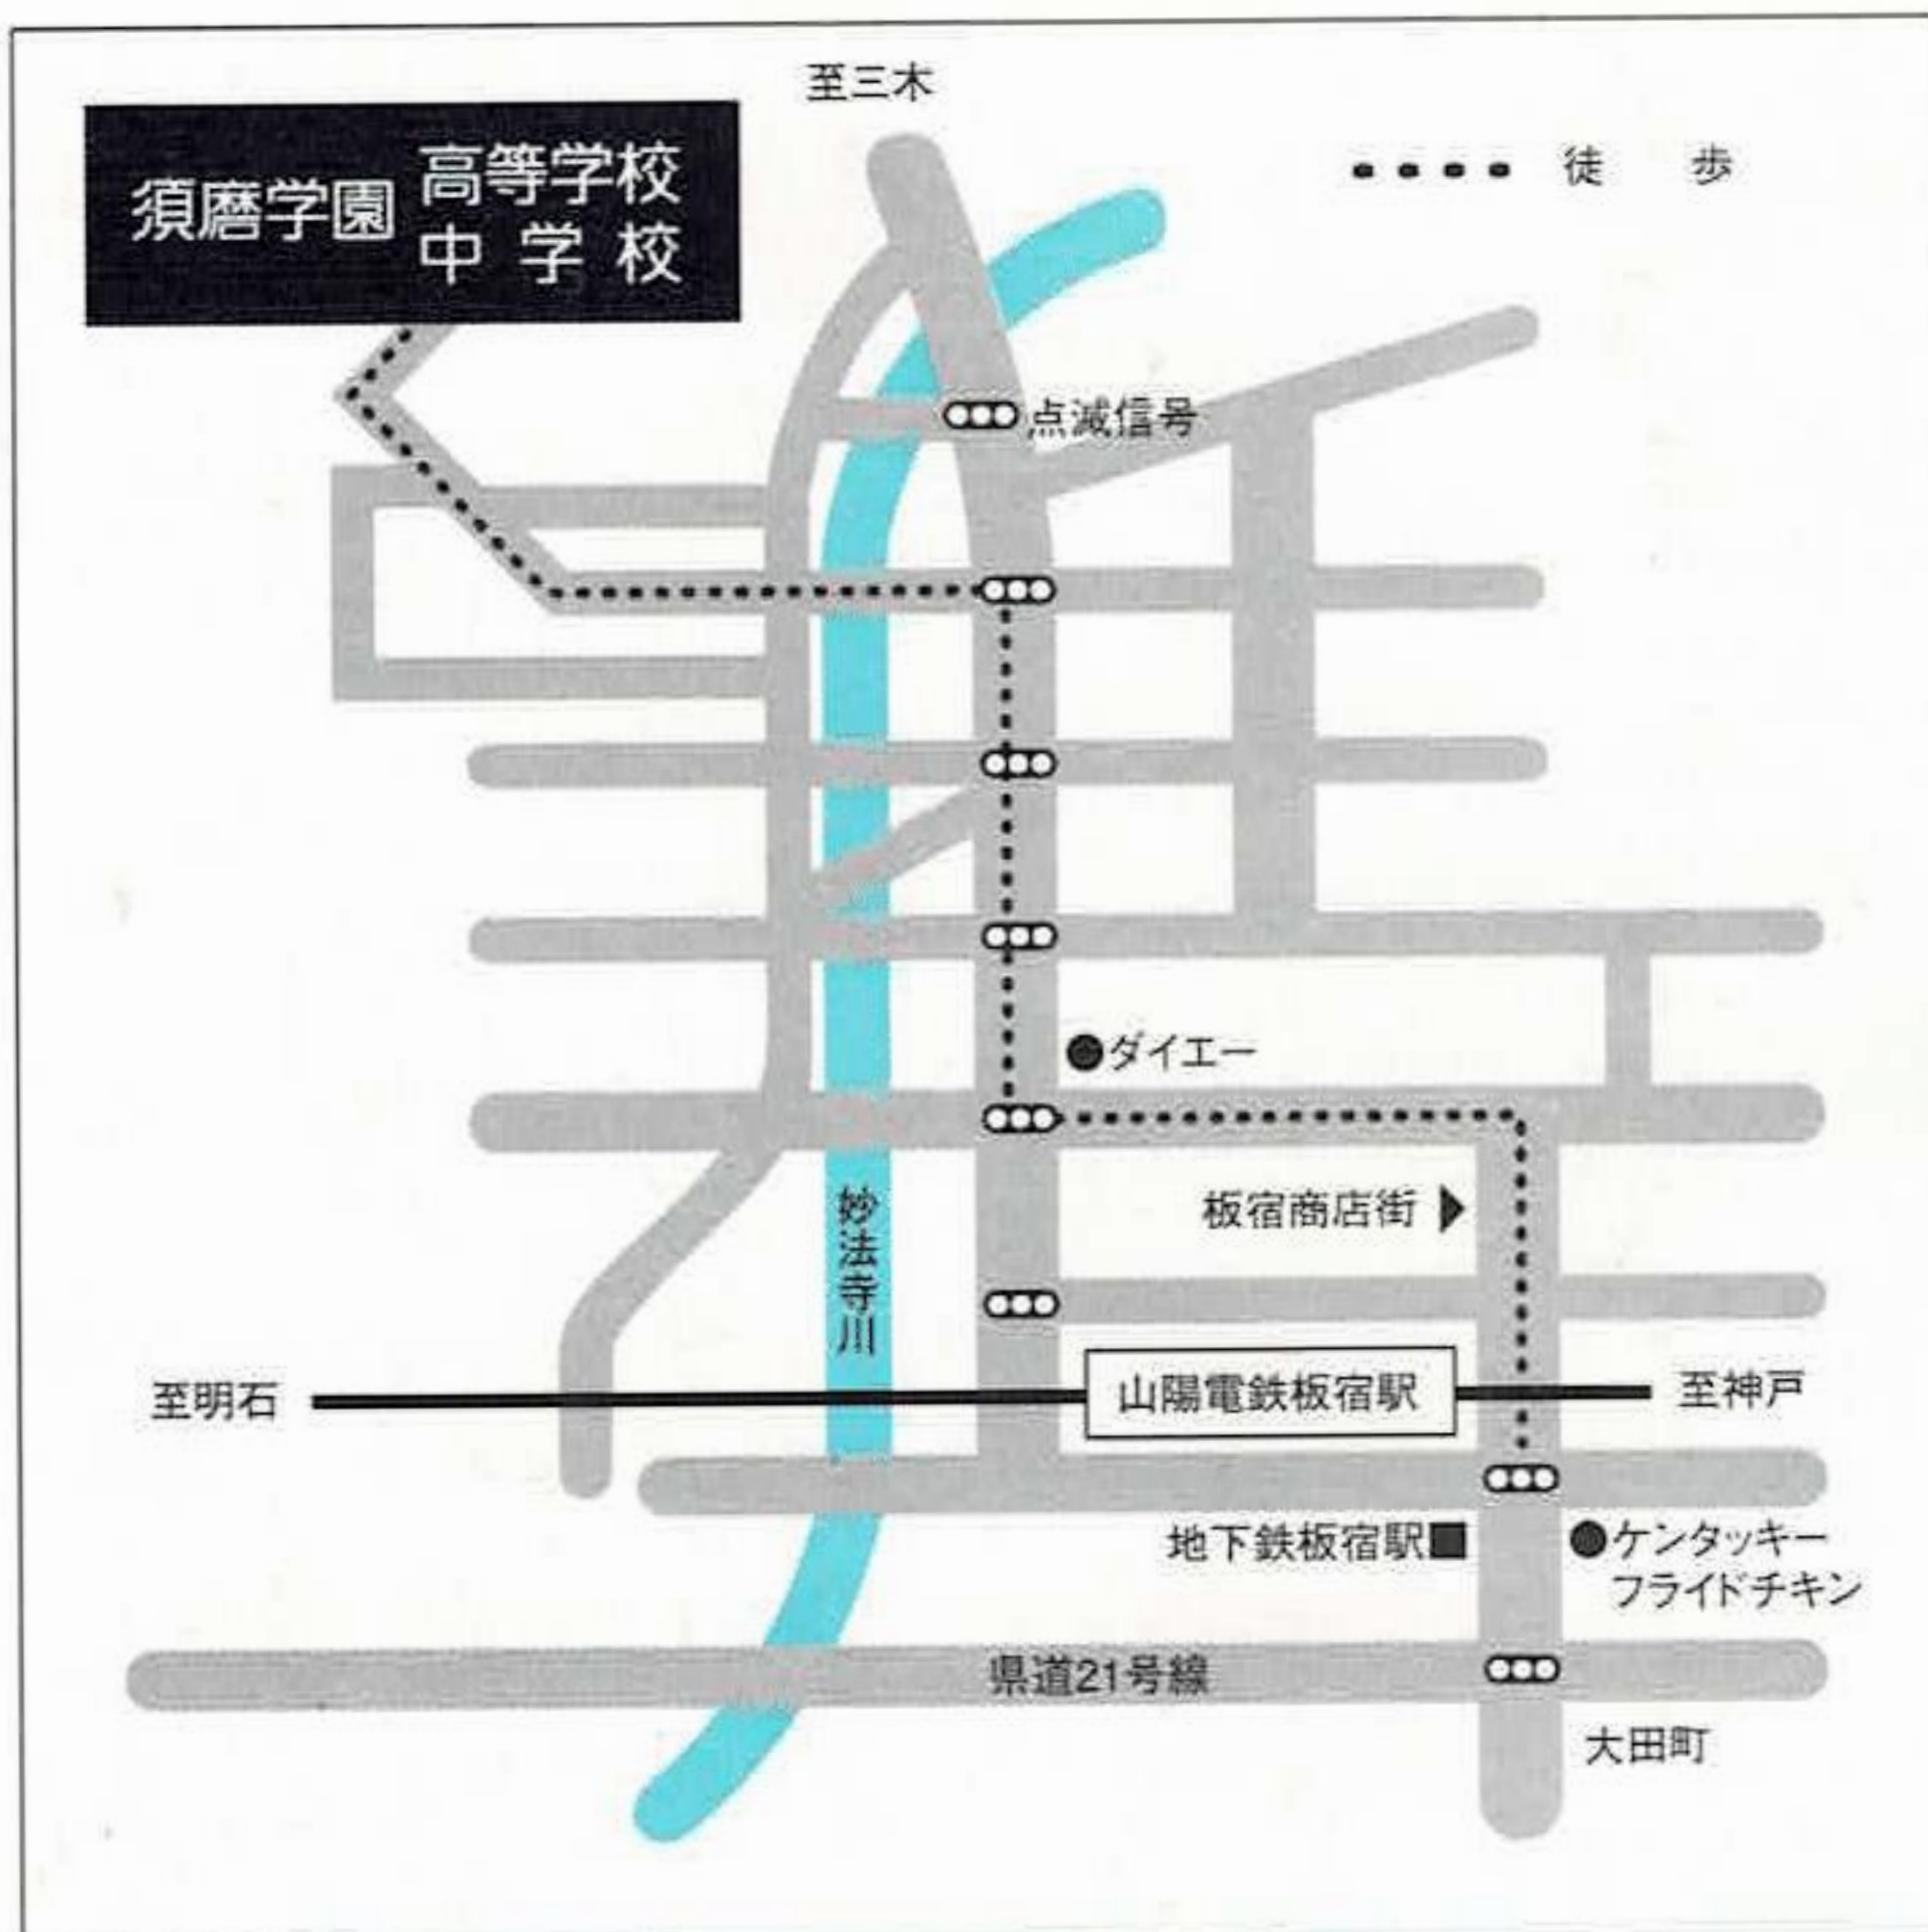 至三木
須磨学園 高等学校
中学校
徒 歩
点滅信号
ダイエー
板宿商店街
妙法寺川
至明石
山陽電鉄板宿駅
至神戸
地下鉄板宿駅
ケンタッキー
フライドチキン
県道21号線
大田町